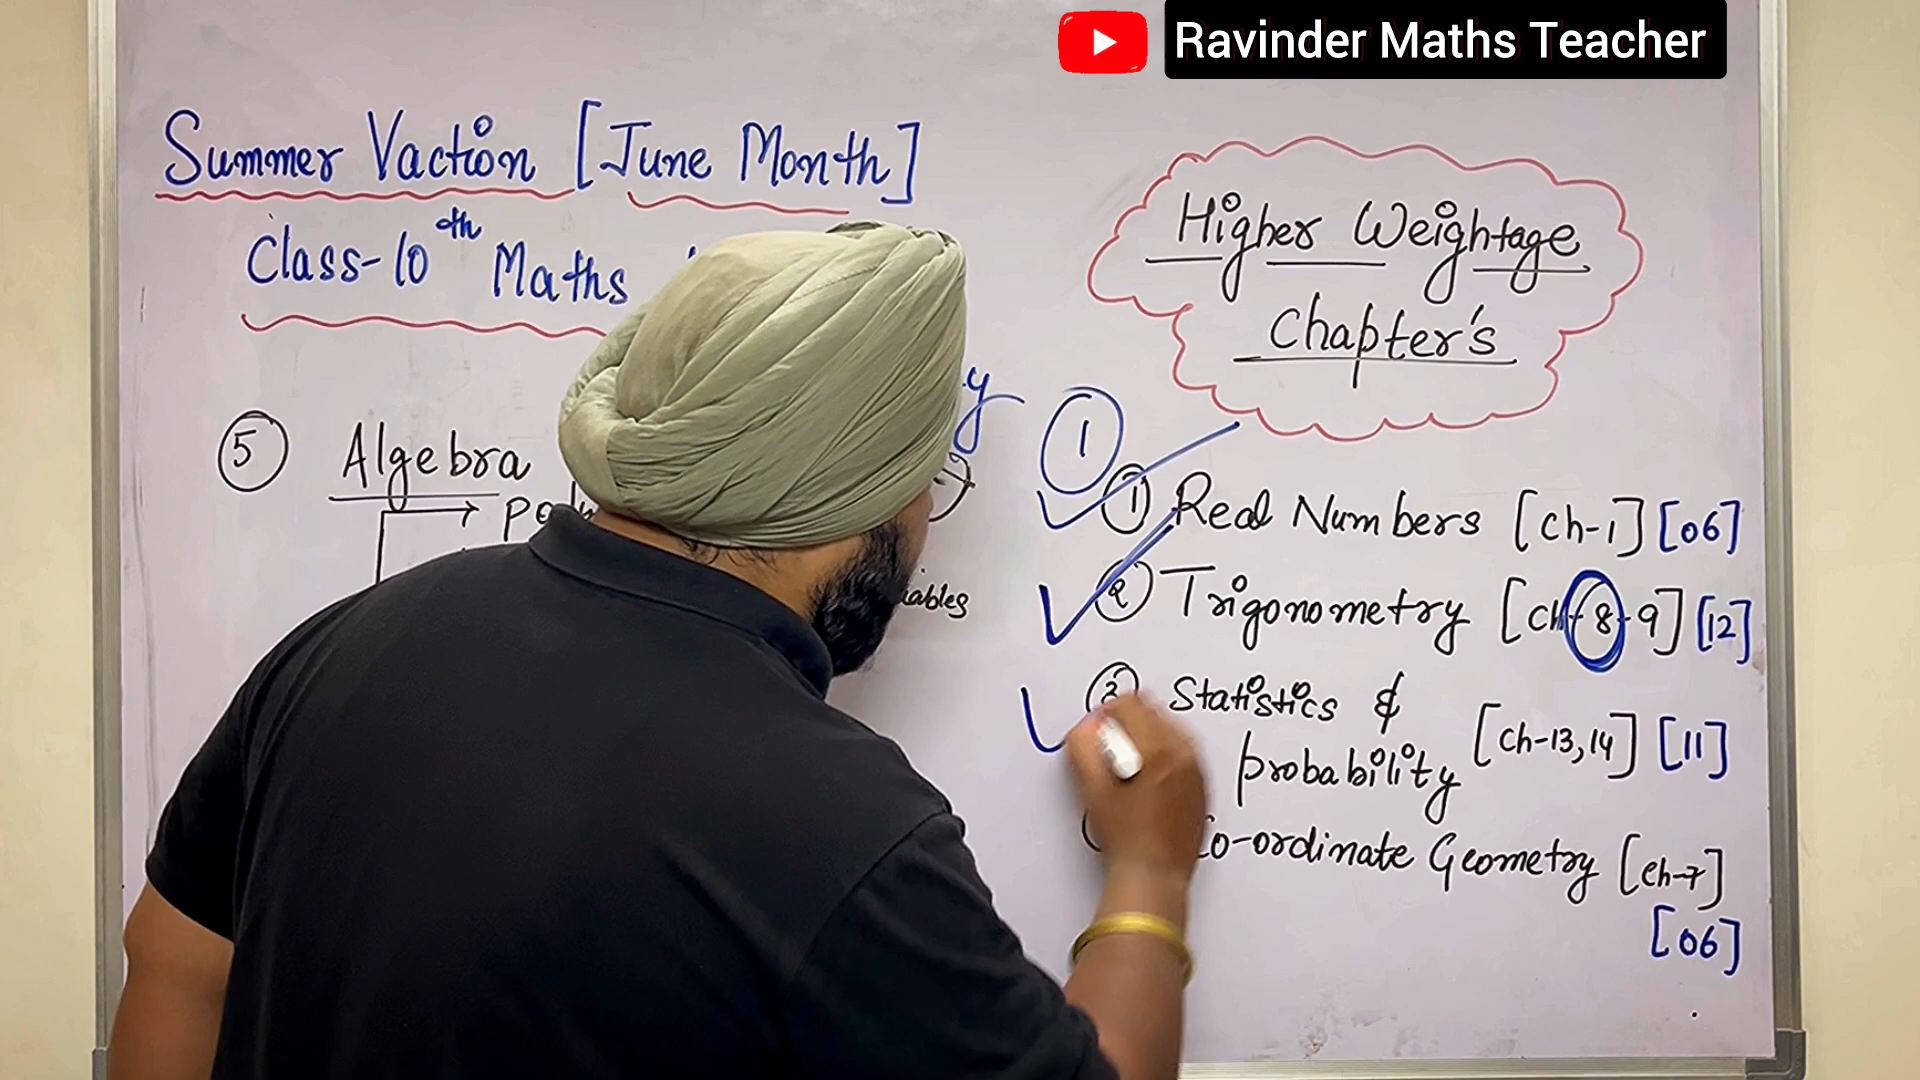 Ravinder Maths Teacher
Summer Vaction [June Month]
Class-10th Maths
5 Algebra
Higher Weightage
Chapter's
1
1 Real Numbers [Ch-1] [06]
2 Trigonometry [Ch-8-9] [12]
3 Statistics &
probability [Ch-13,14] [11]
Co-ordinate Geometry [Ch-7]
[06]